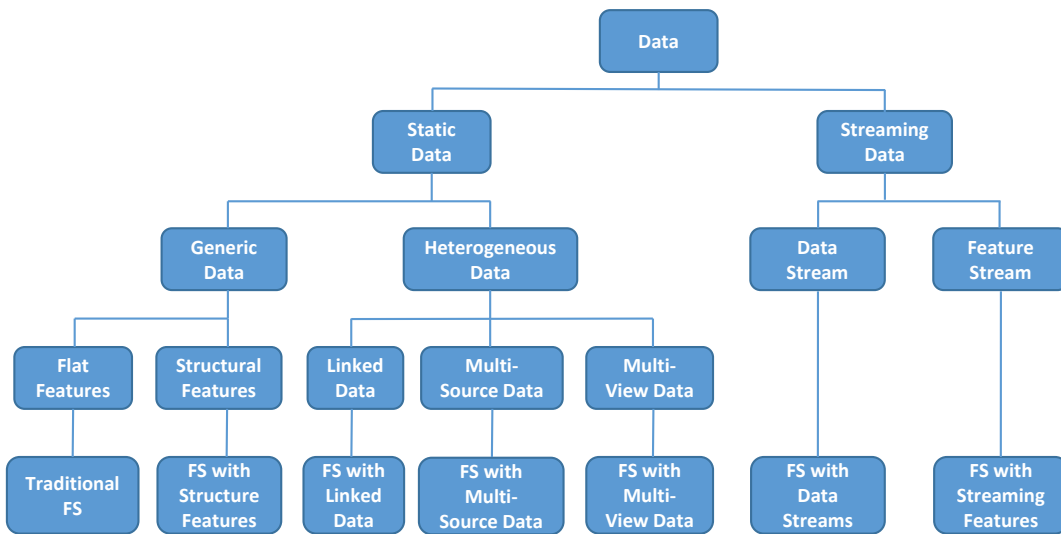 Data
Static
Data
Streaming
Data
Generic
Data
Heterogeneous
Data
Data
Stream
Feature
Stream
Flat
Features
Structural
Features
Linked
Data
Multi-
Source Data
Multi-
View Data
Traditional
FS
FS with
Structure
Features
FS with
Linked
Data
FS with
Multi-
Source Data
FS with
Multi-
View Data
FS with
Data
Streams
FS with
Streaming
Features